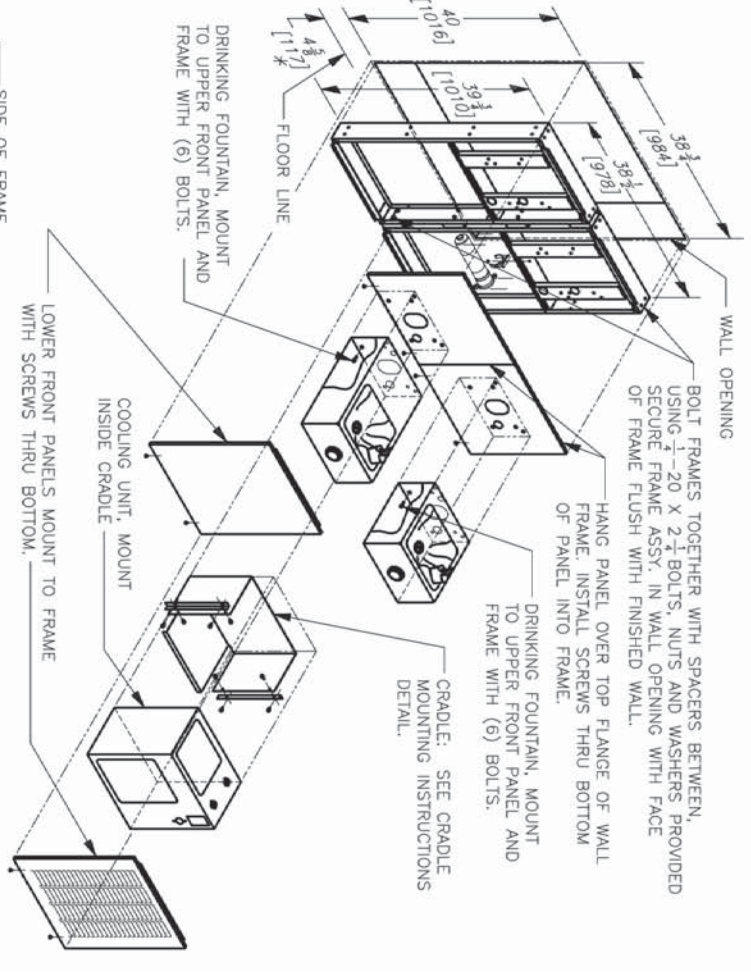 WALL OPENING
BOLT FRAMES TOGETHER WITH SPACERS BETWEEN,
USING 1/4-20 X 2 1/4 BOLTS, NUTS AND WASHERS PROVIDED
SECURE FRAME ASSY. IN WALL OPENING WITH FACE
OF FRAME FLUSH WITH FINISHED WALL.
HANG PANEL OVER TOP FLANGE OF WALL
FRAME. INSTALL SCREWS THRU BOTTOM
OF PANEL INTO FRAME.
DRINKING FOUNTAIN, MOUNT
TO UPPER FRONT PANEL AND
FRAME WITH (6) BOLTS.
CRADLE: SEE CRADLE
MOUNTING INSTRUCTIONS
DETAIL.
38 3/4
[984]
38 1/2
[978]
40
[1016]
39 3/4
[1010]
4 5/8
[117]
*
FLOOR LINE
DRINKING FOUNTAIN, MOUNT
TO UPPER FRONT PANEL AND
FRAME WITH (6) BOLTS.
SIDE OF FRAME
LOWER FRONT PANELS MOUNT TO FRAME
WITH SCREWS THRU BOTTOM.
COOLING UNIT, MOUNT
INSIDE CRADLE